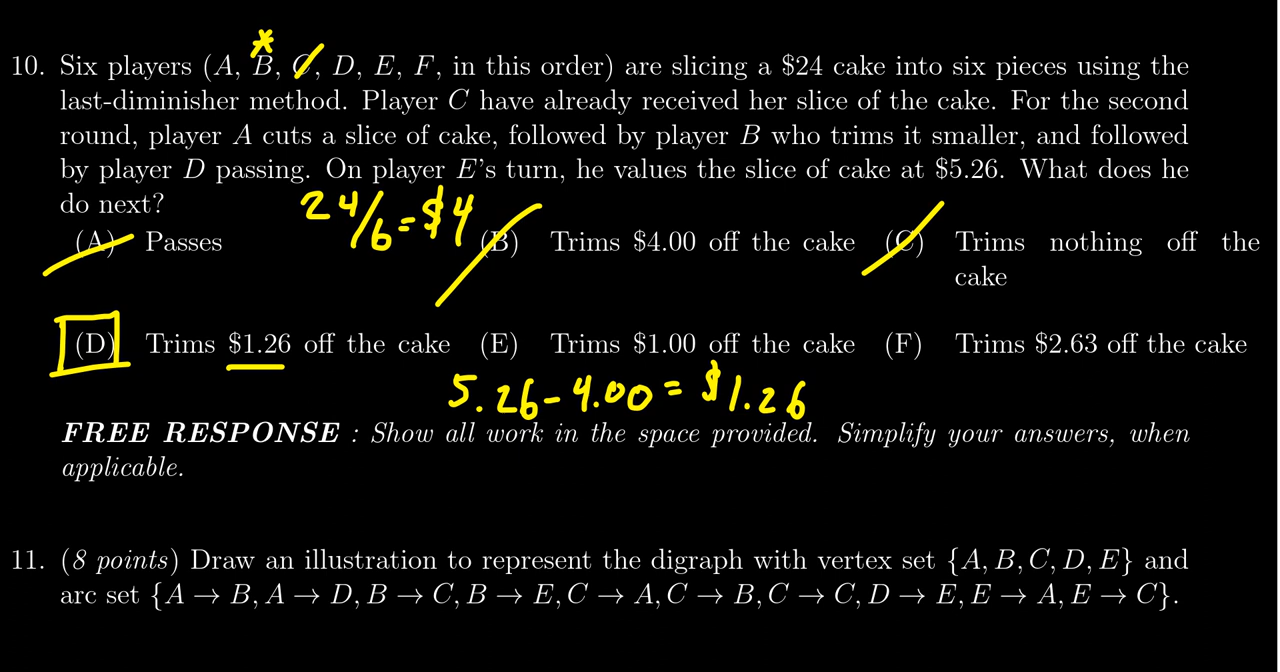 *
10. Six players (A, B, C, D, E, F, in this order) are slicing a $24 cake into six pieces using the
last-diminisher method. Player C have already received her slice of the cake. For the second
round, player A cuts a slice of cake, followed by player B who trims it smaller, and followed
by player D passing. On player E's turn, he values the slice of cake at $5.26. What does he
do next?
24/6 = $4
(A) Passes (B) Trims $4.00 off the cake (C) Trims nothing off the
cake
(D) Trims $1.26 off the cake (E) Trims $1.00 off the cake (F) Trims $2.63 off the cake
5.26-4.00 = $1.26
FREE RESPONSE : Show all work in the space provided. Simplify your answers, when
applicable.
11. (8 points) Draw an illustration to represent the digraph with vertex set {A, B, C, D, E} and
arc set {A → B, A → D, B → C, B → E, C → A, C → B, C → C, D → E, E → A, E → C}.